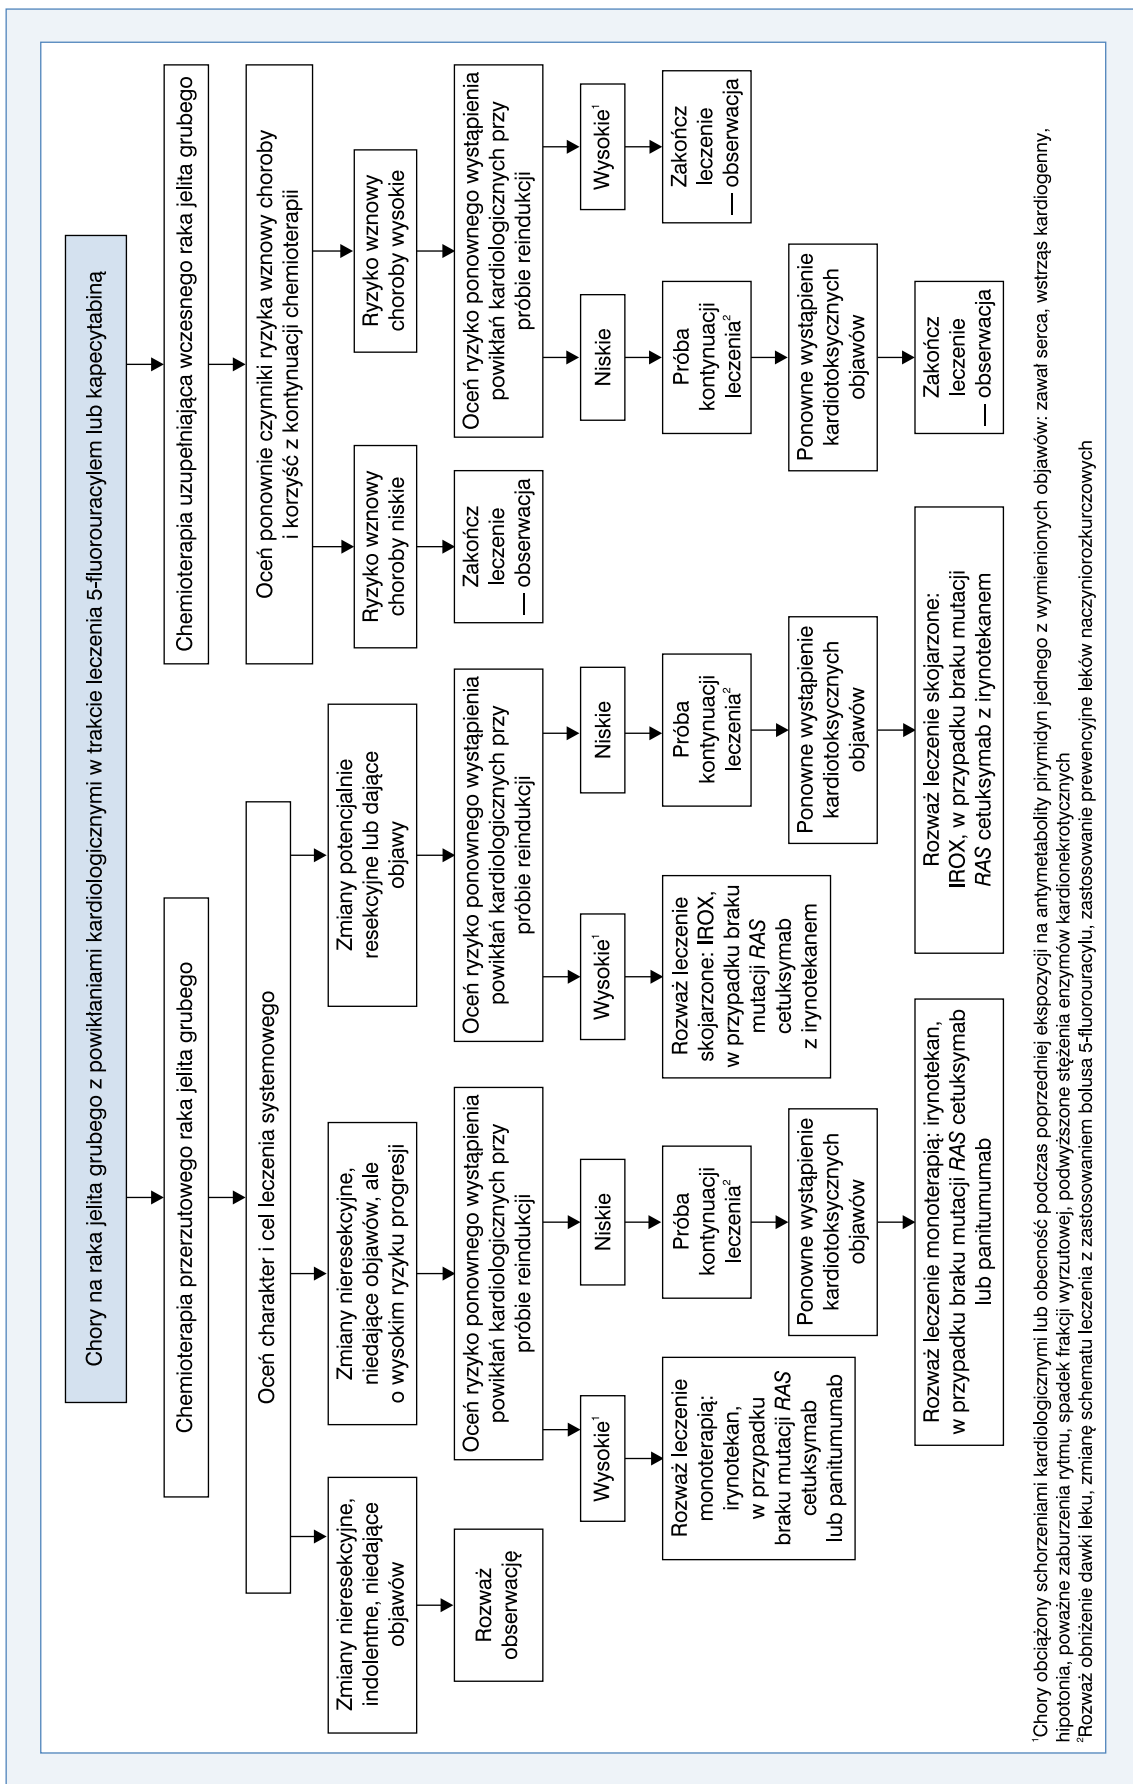 Chory na raka jelita grubego z powikłaniami kardiologicznymi w trakcie leczenia 5-fluorouracylem lub kapecytabiną
Chemioterapia przerzutowego raka jelita grubego
Chemioterapia uzupełniająca wczesnego raka jelita grubego
Oceń charakter i cel leczenia systemowego
Oceń ponownie czynniki ryzyka wznowy choroby
i korzyść z kontynuacji chemioterapii
Zmiany nieresekcyjne,
indolentne, niedające
objawów
Zmiany nieresekcyjne,
niedające objawów, ale
o wysokim ryzyku progresji
Zmiany potencjalnie
resekcyjne lub dające
objawy
Ryzyko wznowy
choroby niskie
Ryzyko wznowy
choroby wysokie
Rozważ
obserwację
Oceń ryzyko ponownego wystąpienia
powikłań kardiologicznych przy
próbie reindukcji
Oceń ryzyko ponownego wystąpienia
powikłań kardiologicznych przy
próbie reindukcji
Zakończ
leczenie
— obserwacja
Oceń ryzyko ponownego wystąpienia
powikłań kardiologicznych przy
próbie reindukcji
Wysokie¹
Niskie
Wysokie¹
Niskie
Niskie
Wysokie¹
Rozważ leczenie
monoterapią:
irynotekan,
w przypadku
braku mutacji RAS
cetuksymab
lub panitumumab
Próba
kontynuacji
leczenia²
Rozważ leczenie
skojarzone: IROX,
w przypadku braku
mutacji RAS
cetuksymab
z irynotekanem
Próba
kontynuacji
leczenia²
Próba
kontynuacji
leczenia²
Zakończ
leczenie
— obserwacja
Ponowne wystąpienie
kardiotoksycznych
objawów
Ponowne wystąpienie
kardiotoksycznych
objawów
Ponowne wystąpienie
kardiotoksycznych
objawów
Rozważ leczenie monoterapią: irynotekan,
w przypadku braku mutacji RAS cetuksymab
lub panitumumab
Rozważ leczenie skojarzone:
IROX, w przypadku braku mutacji
RAS cetuksymab z irynotekanem
Zakończ
leczenie
— obserwacja
¹Chory obciążony schorzeniami kardiologicznymi lub obecność podczas poprzedniej ekspozycji na antymetabolity pirymidyn jednego z wymienionych objawów: zawał serca, wstrząs kardiogenny,
hipotonia, poważne zaburzenia rytmu, spadek frakcji wyrzutowej, podwyższone stężenia enzymów kardionekrotycznych
²Rozważ obniżenie dawki leku, zmianę schematu leczenia z zastosowaniem bolusa 5-fluorouracylu, zastosowanie prewencyjne leków naczyniorozkurczowych